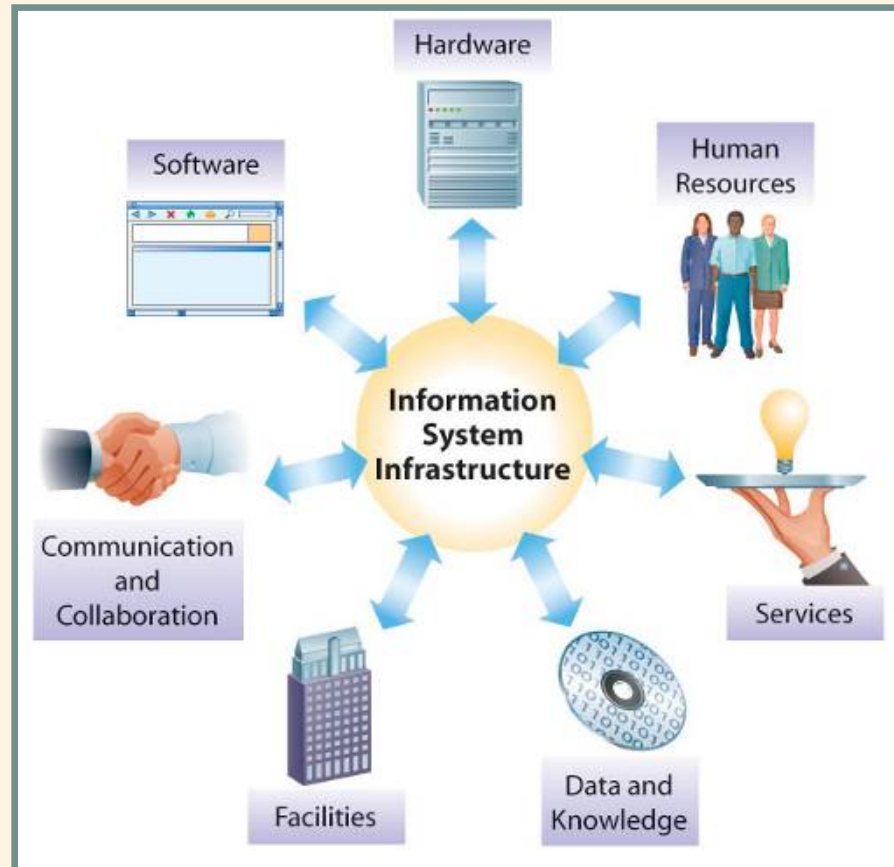 Hardware
Software
Human
Resources
Information
System
Infrastructure
Communication
and
Collaboration
Services
Facilities
Data and
Knowledge